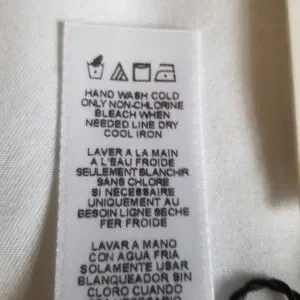 HAND WASH COLD
ONLY NON-CHLORINE
BLEACH WHEN
NEEDED LINE DRY
COOL IRON
LAVER A LA MAIN
A L'EAU FROIDE
SEULEMENT BLANCHIR
SANS CHLORE
SI NECESSAIRE
UNIQUEMENT AU
BESOIN LIGNE SECHE
FER FROIDE
LAVAR A MANO
CON AGUA FRIA
SOLAMENTE USAR
BLANQUEADOR SIN
CLORO CUANDO